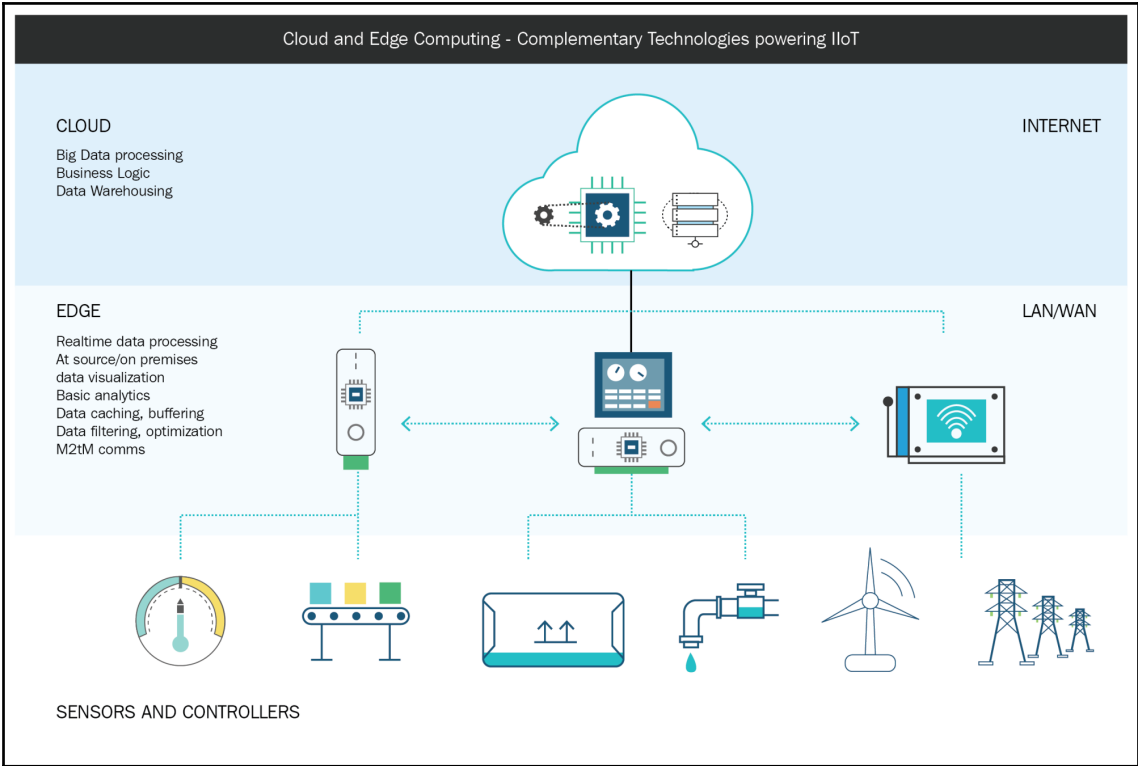 Cloud and Edge Computing - Complementary Technologies powering IIoT
CLOUD
Big Data processing
Business Logic
Data Warehousing
INTERNET
EDGE
Realtime data processing
At source/on premises
data visualization
Basic analytics
Data caching, buffering
Data filtering, optimization
M2tM comms
LAN/WAN
SENSORS AND CONTROLLERS